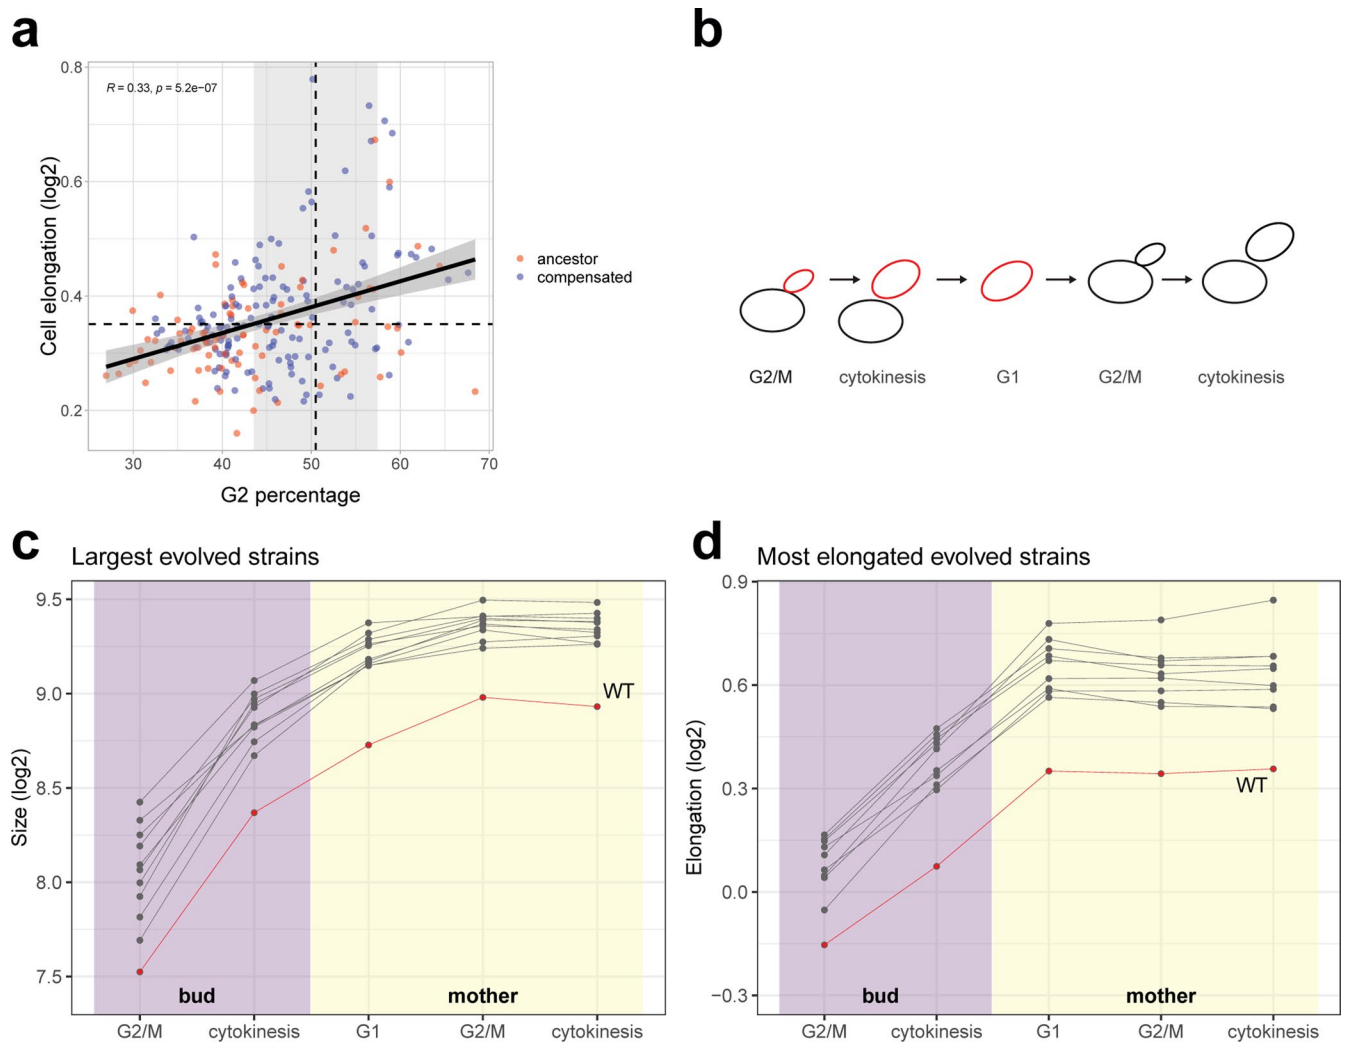 a
R = 0.33, p = 5.2e−07
Cell elongation (log2)
0.8
0.6
0.4
0.2
30 40 50 60 70
G2 percentage
ancestor
compensated
b
G2/M cytokinesis G1 G2/M cytokinesis
c
Largest evolved strains
Size (log2)
9.5
9.0
8.5
8.0
7.5
WT
bud mother
G2/M cytokinesis G1 G2/M cytokinesis
d
Most elongated evolved strains
Elongation (log2)
0.9
0.6
0.3
0.0
−0.3
WT
bud mother
G2/M cytokinesis G1 G2/M cytokinesis